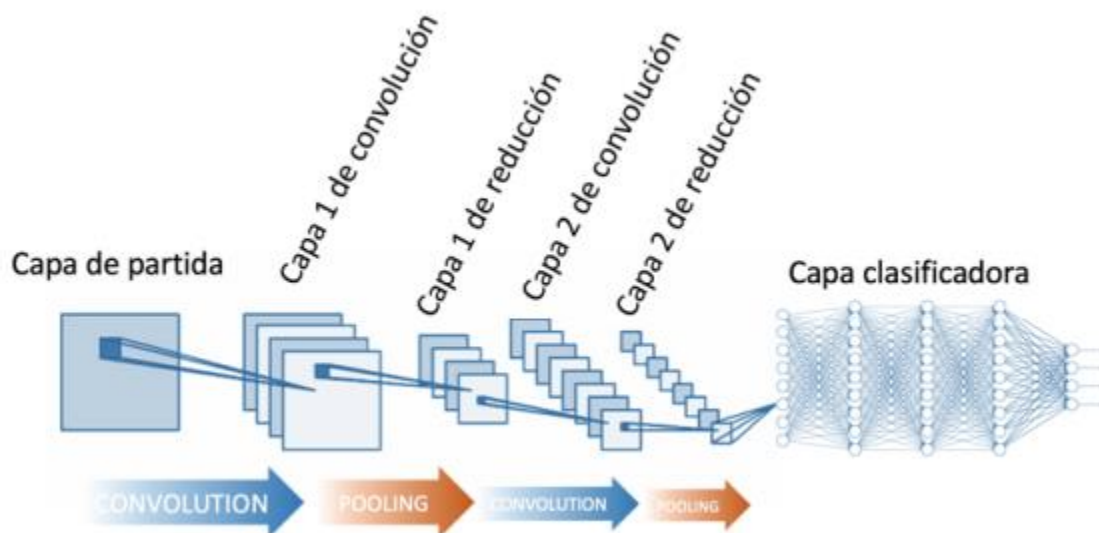 Capa de partida
Capa 1 de convolución
Capa 1 de reducción
Capa 2 de convolución
Capa 2 de reducción
Capa clasificadora
CONVOLUTION
POOLING
CONVOLUTION
POOLING